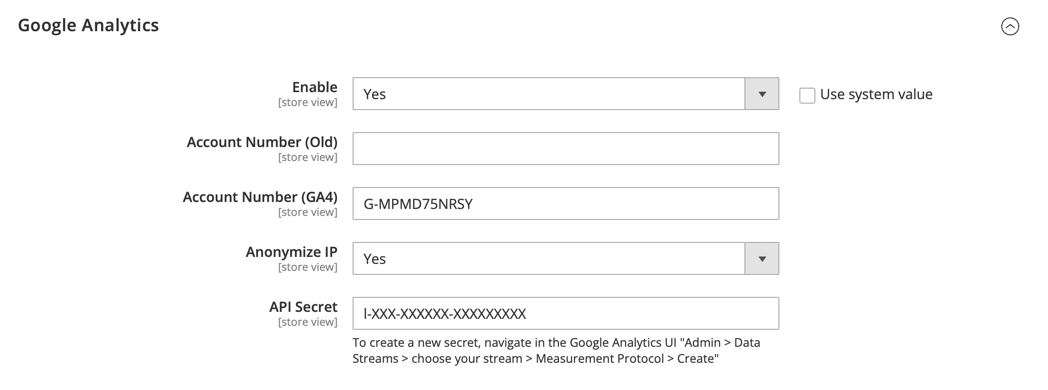 Google Analytics
Enable
[store view]
Yes
Use system value
Account Number (Old)
[store view]
Account Number (GA4)
[store view]
G-MPMD75NRSY
Anonymize IP
[store view]
Yes
API Secret
[store view]
l-XXX-XXXXXX-XXXXXXXXX
To create a new secret, navigate in the Google Analytics UI "Admin > Data
Streams > choose your stream > Measurement Protocol > Create"